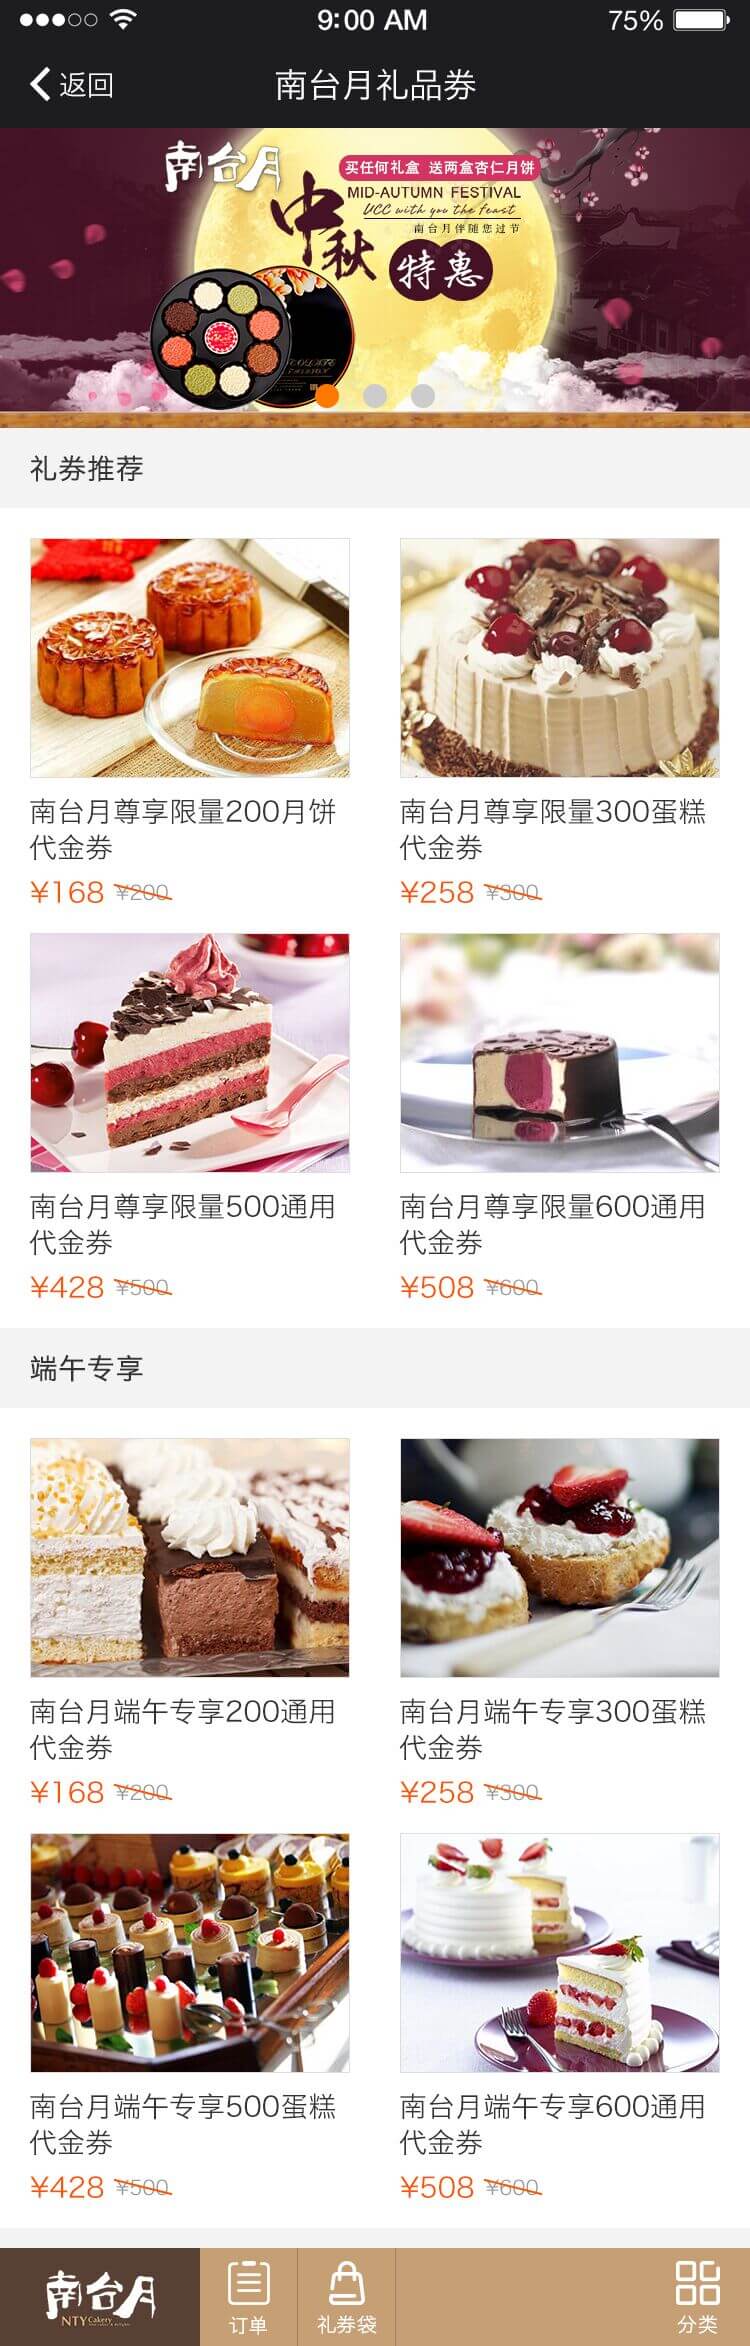 9:00 AM
75%
返回
南台月礼品券
南台月
买任何礼盒 送两盒杏仁月饼
中秋
MID-AUTUMN FESTIVAL
UCC with you the feast
南台月伴随您过节
特惠
礼券推荐
南台月尊享限量200月饼
代金券
¥168 ¥200
南台月尊享限量300蛋糕
代金券
¥258 ¥300
南台月尊享限量500通用
代金券
¥428 ¥500
南台月尊享限量600通用
代金券
¥508 ¥600
端午专享
南台月端午专享200通用
代金券
¥168 ¥200
南台月端午专享300蛋糕
代金券
¥258 ¥300
南台月端午专享500蛋糕
代金券
¥428 ¥500
南台月端午专享600通用
代金券
¥508 ¥600
南台月
NTY Cakery
订单
礼券袋
分类